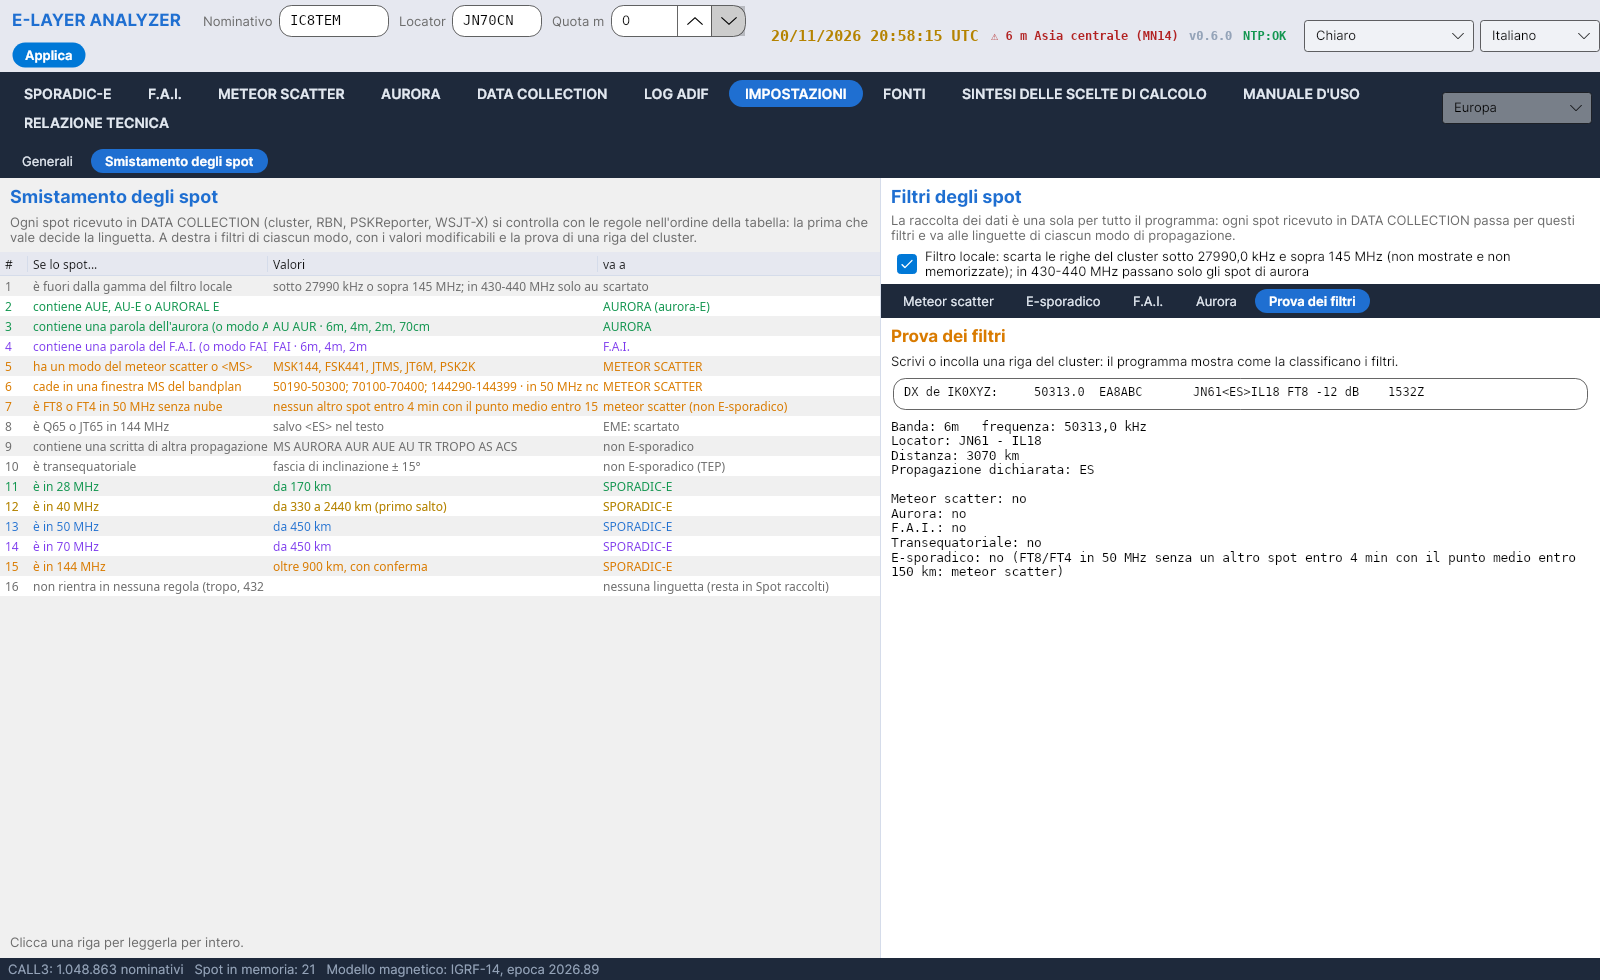 E-LAYER ANALYZER
Nominativo IC8TEM Locator JN70CN Quota m 0
20/11/2026 20:58:15 UTC ⚠ 6 m Asia centrale (MN14) v0.6.0 NTP:OK
Chiaro Italiano
Applica
SPORADIC-E F.A.I. METEOR SCATTER AURORA DATA COLLECTION LOG ADIF IMPOSTAZIONI FONTI SINTESI DELLE SCELTE DI CALCOLO MANUALE D'USO
RELAZIONE TECNICA
Europa
Generali Smistamento degli spot
Smistamento degli spot
Ogni spot ricevuto in DATA COLLECTION (cluster, RBN, PSKReporter, WSJT-X) si controlla con le regole nell'ordine della tabella: la prima che
vale decide la linguetta. A destra i filtri di ciascun modo, con i valori modificabili e la prova di una riga del cluster.
# Se lo spot... Valori va a
1 è fuori dalla gamma del filtro locale sotto 27990 kHz o sopra 145 MHz; in 430-440 MHz solo au scartato
2 contiene AUE, AU-E o AURORAL E AURORA (aurora-E)
3 contiene una parola dell'aurora (o modo A AU AUR · 6m, 4m, 2m, 70cm AURORA
4 contiene una parola del F.A.I. (o modo FAI FAI · 6m, 4m, 2m F.A.I.
5 ha un modo del meteor scatter o <MS> MSK144, FSK441, JTMS, JT6M, PSK2K METEOR SCATTER
6 cade in una finestra MS del bandplan 50190-50300; 70100-70400; 144290-144399 · in 50 MHz nc METEOR SCATTER
7 è FT8 o FT4 in 50 MHz senza nube nessun altro spot entro 4 min con il punto medio entro 15 meteor scatter (non E-sporadico)
8 è Q65 o JT65 in 144 MHz salvo <ES> nel testo EME: scartato
9 contiene una scritta di altra propagazione MS AURORA AUR AUE AU TR TROPO AS ACS non E-sporadico
10 è transequatoriale fascia di inclinazione ± 15° non E-sporadico (TEP)
11 è in 28 MHz da 170 km SPORADIC-E
12 è in 40 MHz da 330 a 2440 km (primo salto) SPORADIC-E
13 è in 50 MHz da 450 km SPORADIC-E
14 è in 70 MHz da 450 km SPORADIC-E
15 è in 144 MHz oltre 900 km, con conferma SPORADIC-E
16 non rientra in nessuna regola (tropo, 432 nessuna linguetta (resta in Spot raccolti)
Clicca una riga per leggerla per intero.
Filtri degli spot
La raccolta dei dati è una sola per tutto il programma: ogni spot ricevuto in DATA COLLECTION passa per questi
filtri e va alle linguette di ciascun modo di propagazione.
Filtro locale: scarta le righe del cluster sotto 27990,0 kHz e sopra 145 MHz (non mostrate e non
memorizzate); in 430-440 MHz passano solo gli spot di aurora
Meteor scatter E-sporadico F.A.I. Aurora Prova dei filtri
Prova dei filtri
Scrivi o incolla una riga del cluster: il programma mostra come la classificano i filtri.
DX de IK0XYZ: 50313.0 EA8ABC JN61<ES>IL18 FT8 -12 dB 1532Z
Banda: 6m frequenza: 50313,0 kHz
Locator: JN61 - IL18
Distanza: 3070 km
Propagazione dichiarata: ES
Meteor scatter: no
Aurora: no
F.A.I.: no
Transequatoriale: no
E-sporadico: no (FT8/FT4 in 50 MHz senza un altro spot entro 4 min con il punto medio entro
150 km: meteor scatter)
CALL3: 1.048.863 nominativi Spot in memoria: 21 Modello magnetico: IGRF-14, epoca 2026.89